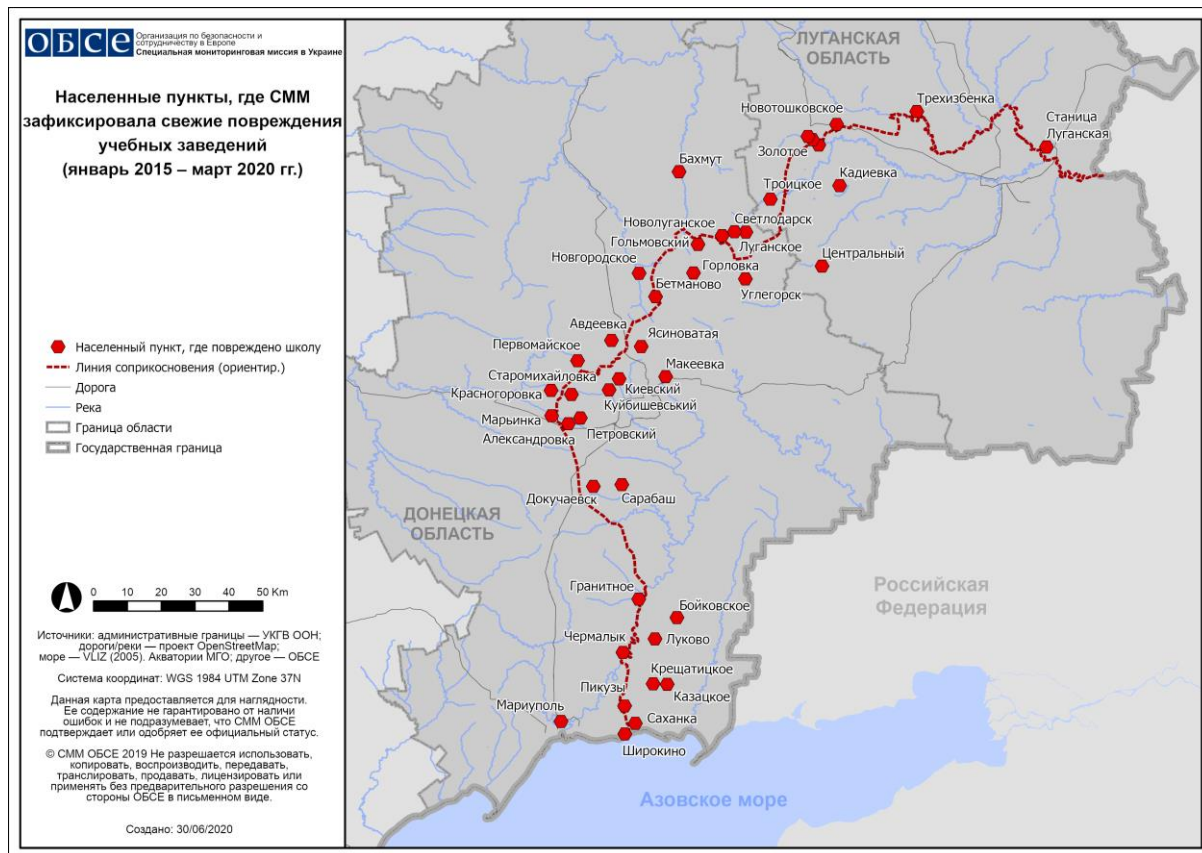 ОБСЕ
Организация по безопасности и
сотрудничеству в Европе
Специальная мониторинговая миссия в Украине
Населенные пункты, где СММ
зафиксировала свежие повреждения
учебных заведений
(январь 2015 – март 2020 гг.)
Населенный пункт, где повреждено школу
Линия соприкосновения (ориентир.)
Дорога
Река
Граница области
Государственная граница
0 10 20 30 40 50 Km
Источники: административные границы — УКГВ ООН;
дороги/реки — проект OpenStreetMap;
море — VLIZ (2005). Акватории МГО; другое — ОБСЕ
Система координат: WGS 1984 UTM Zone 37N
Данная карта предоставляется для наглядности.
Ее содержание не гарантировано от наличи
ошибок и не подразумевает, что СММ ОБСЕ
подтверждает или одобряет ее официальный статус.
© СММ ОБСЕ 2019 Не разрешается использовать,
копировать, воспроизводить, передавать,
транслировать, продавать, лицензировать или
применять без предварительного разрешения со
стороны ОБСЕ в письменном виде.
Создано: 30/06/2020
ЛУГАНСКАЯ
ОБЛАСТЬ
Трехизбенка
Новотошковское
Станица
Луганская
Золотое
Бахмут
Кадиевка
Троицкое
Новолуганское
Светлодарск
Гольмовский
Луганское
Центральный
Новгородское
Горловка
Бетманово
Углегорск
Авдеевка
Ясиноватая
Первомайское
Макеевка
Старомихайловка
Киевский
Красногоровка
Куйбишевський
Марьинка
Петровский
Александровка
Докучаевск
Сарабаш
ДОНЕЦКАЯ
ОБЛАСТЬ
Российская
Федерация
Гранитное
Бойковское
Чермалык
Луково
Крещатицкое
Пикузы
Казацкое
Мариуполь
Саханка
Широкино
Азовское море